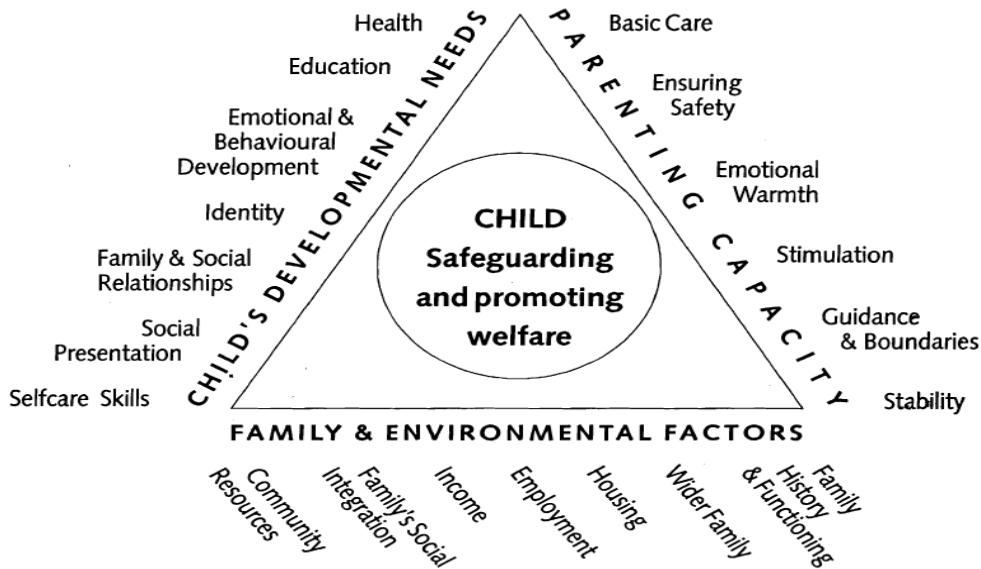 Health
Education
Emotional &
Behavioural
Development
Identity
Family & Social
Relationships
Social
Presentation
Selfcare Skills
CHILD'S DEVELOPMENTAL NEEDS
CHILD
Safeguarding
and promoting
welfare
PARENTING CAPACITY
Basic Care
Ensuring
Safety
Emotional
Warmth
Stimulation
Guidance
& Boundaries
Stability
FAMILY & ENVIRONMENTAL FACTORS
Community
Resources
Family's Social
Integration
Income
Employment
Housing
Wider Family
Family
History
& Functioning